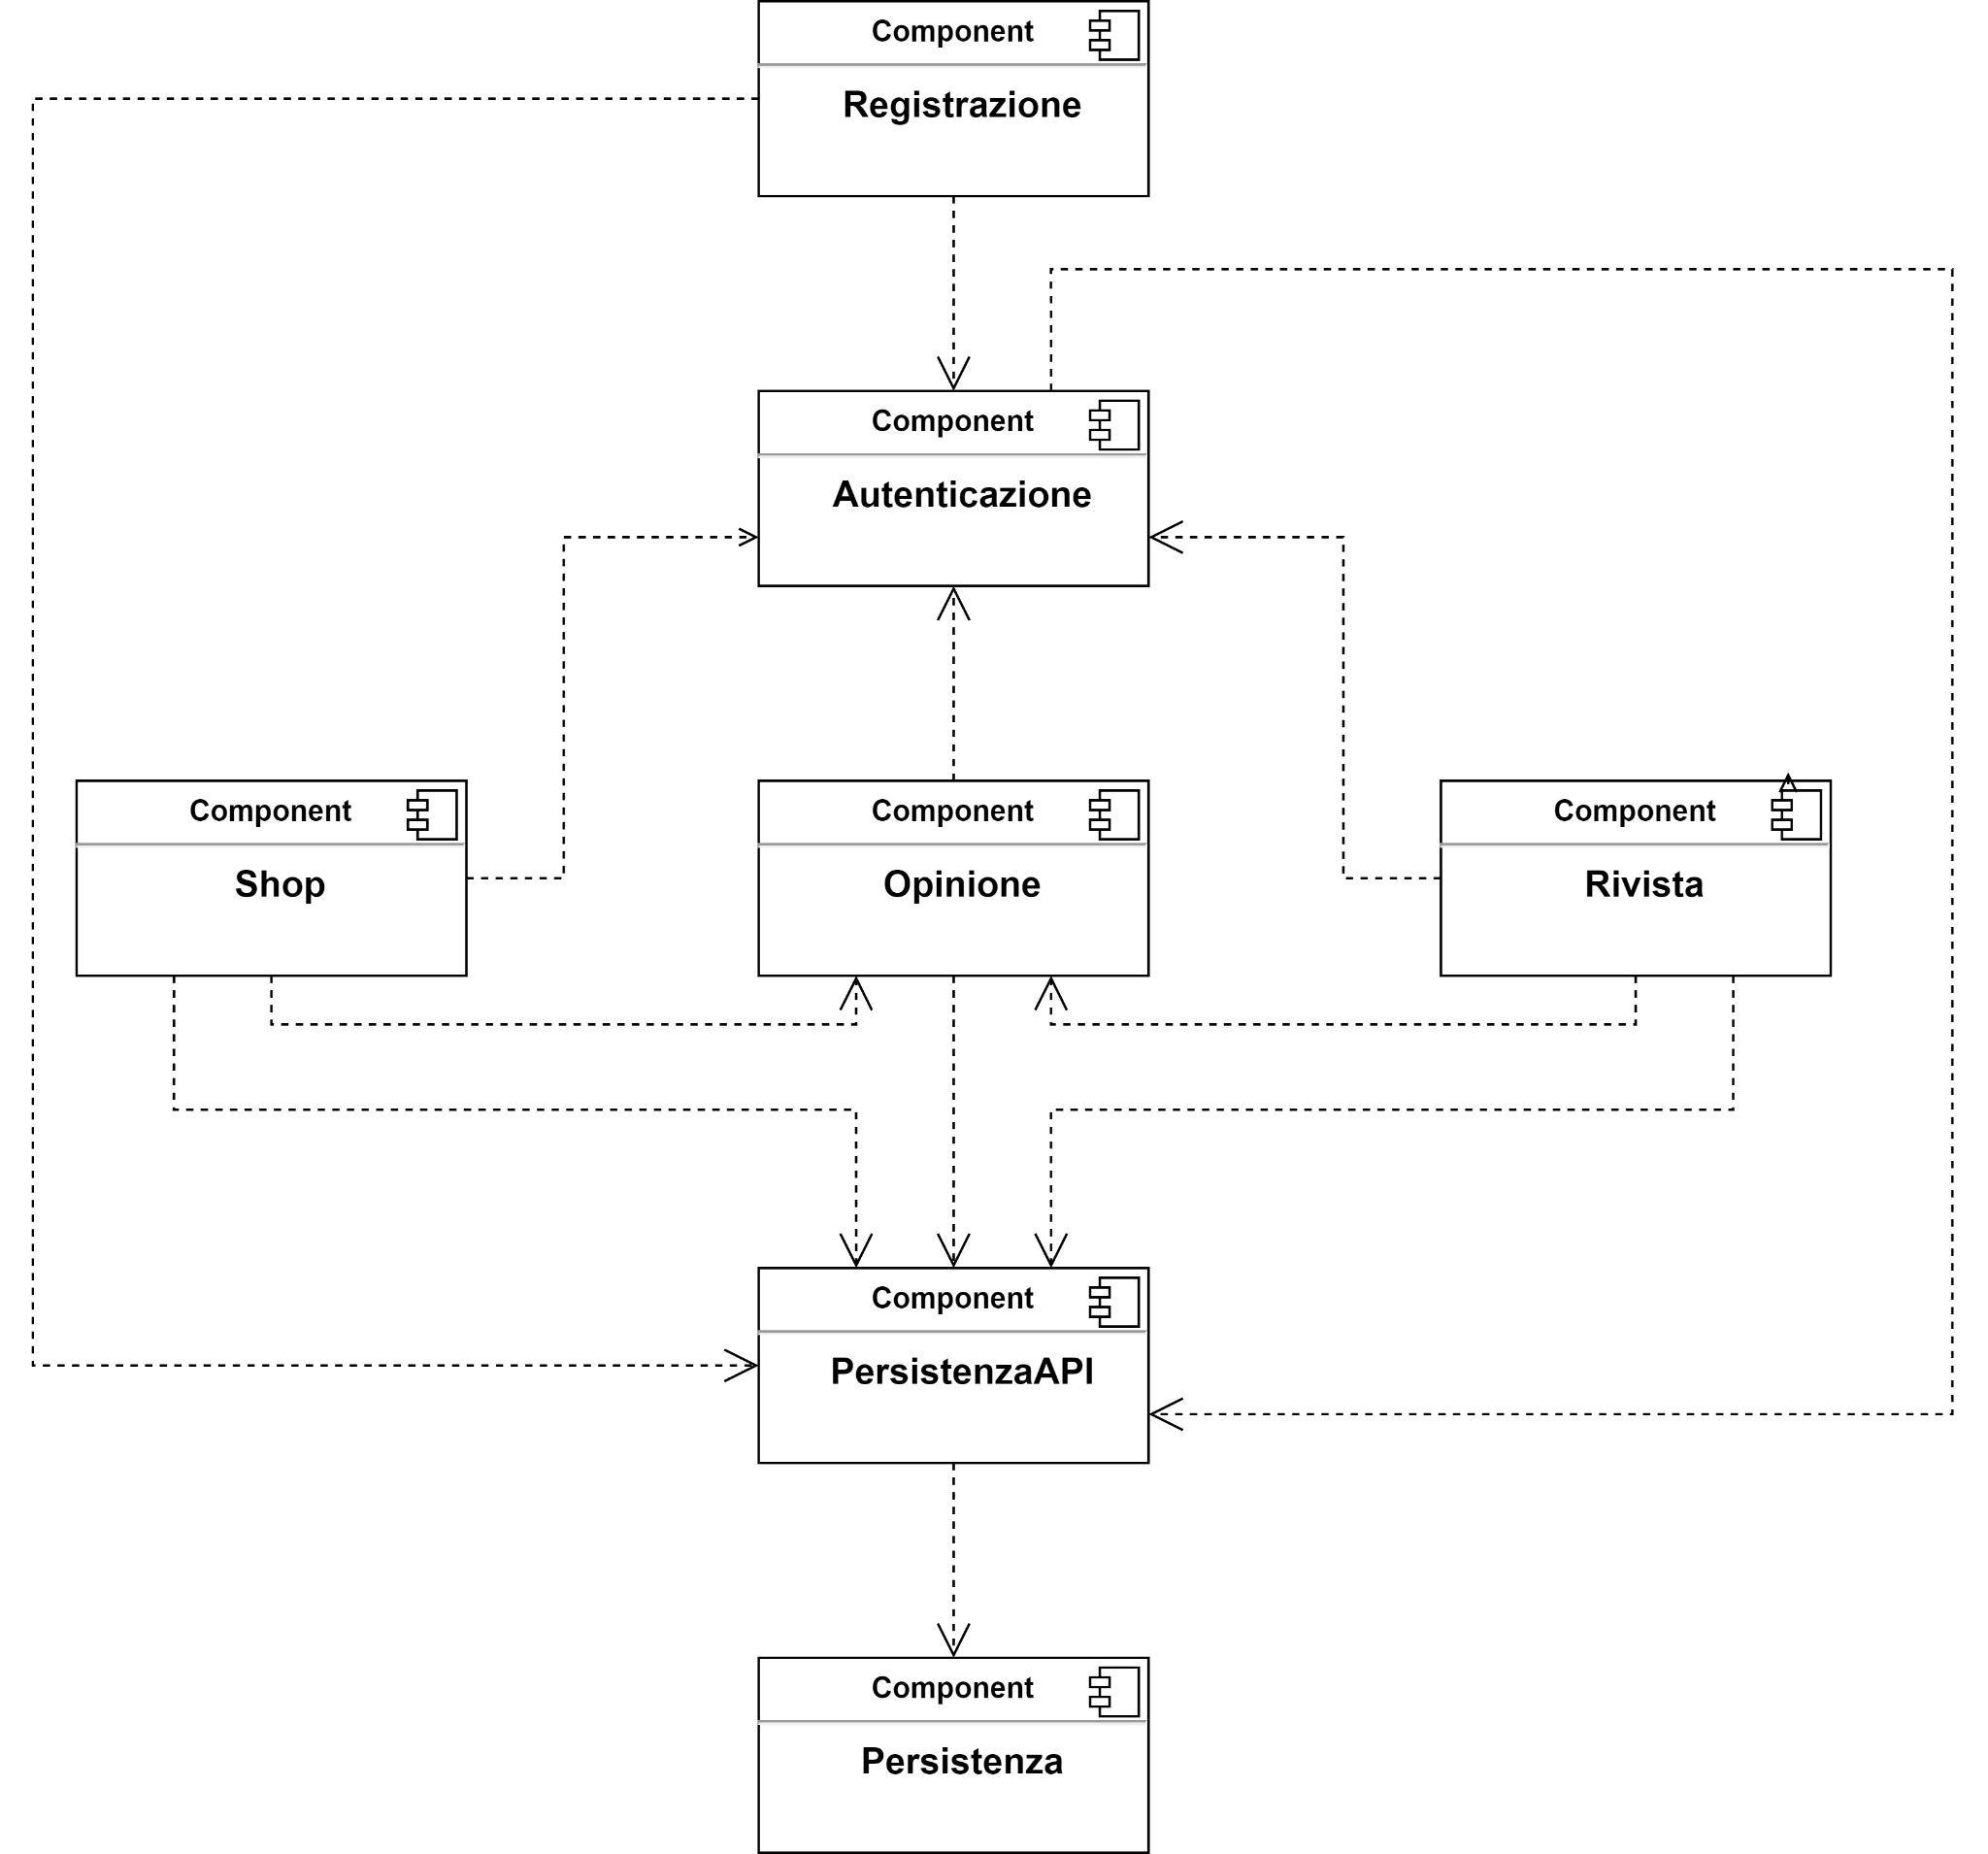 Component
Registrazione
Component
Autenticazione
Component
Shop
Component
Opinione
Component
Rivista
Component
PersistenzaAPI
Component
Persistenza